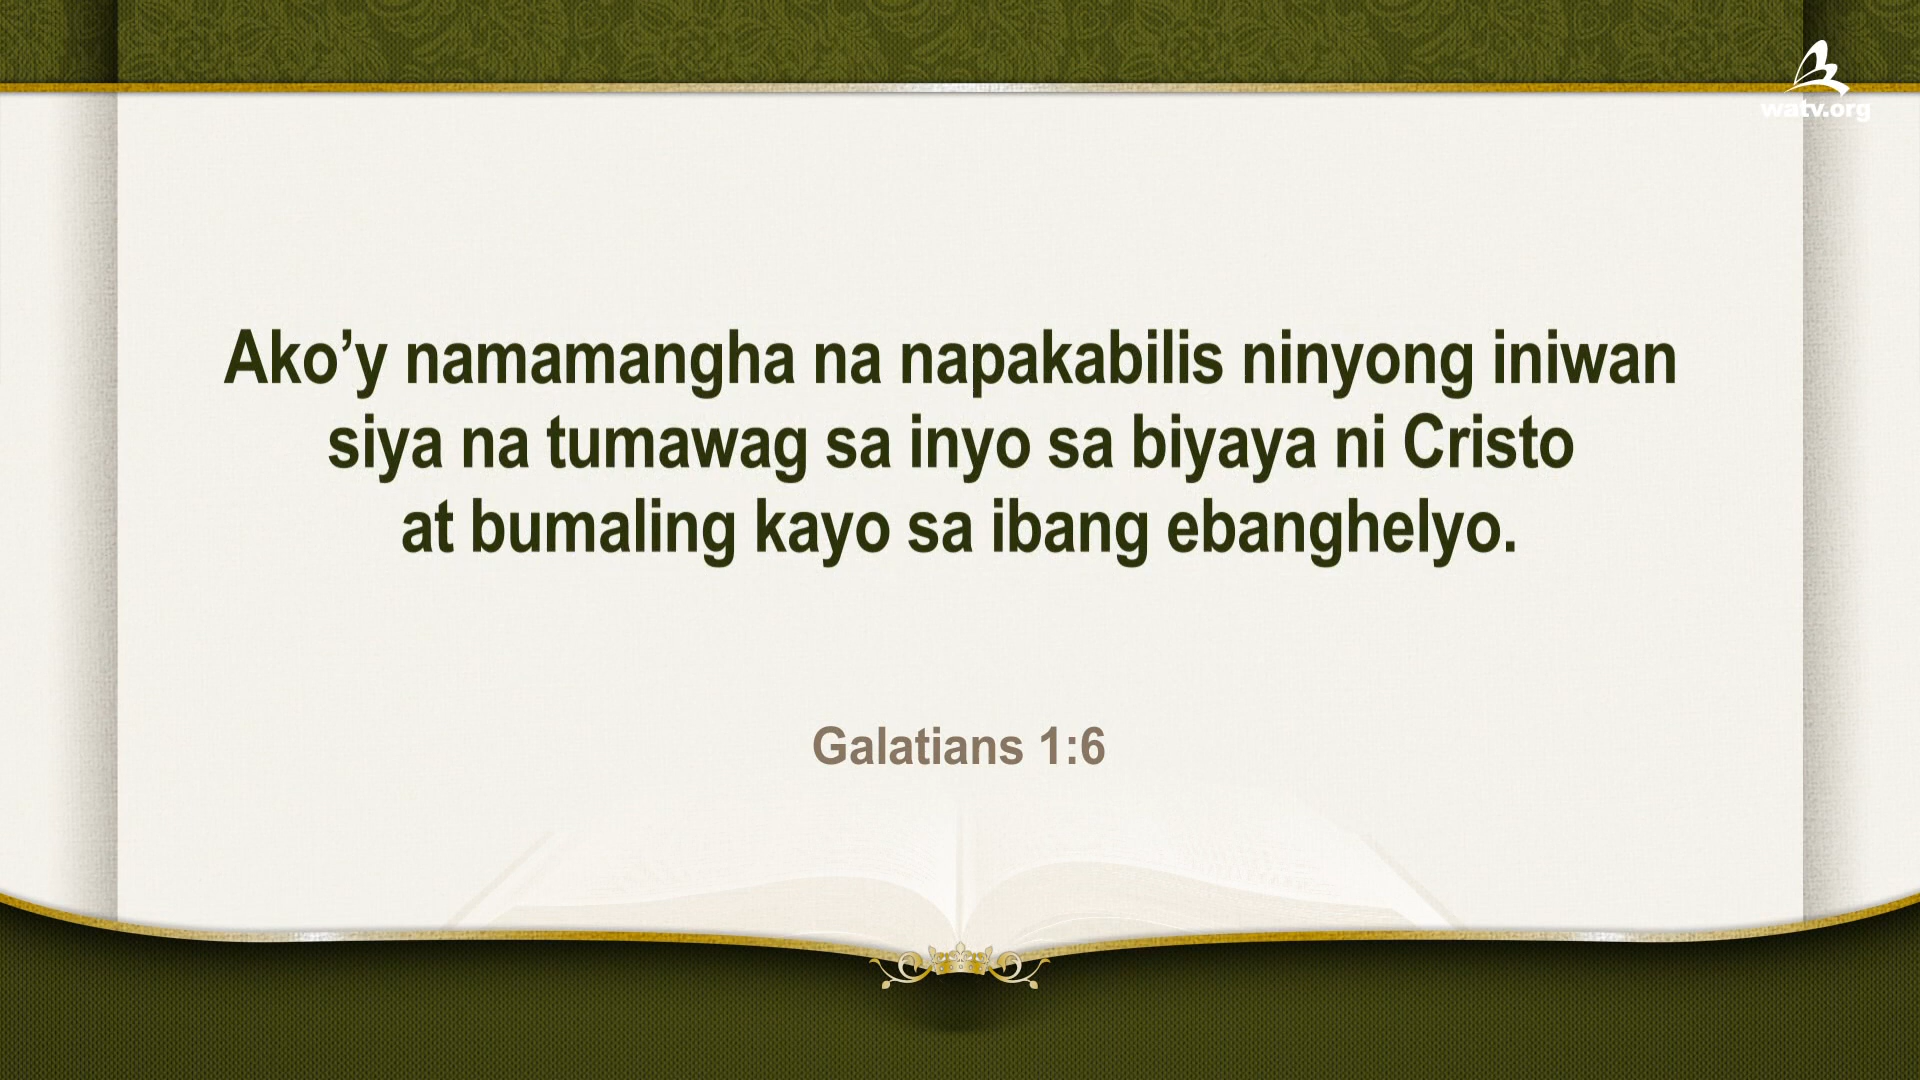 watv.org
Ako’y namamangha na napakabilis ninyong iniwan
siya na tumawag sa inyo sa biyaya ni Cristo
at bumaling kayo sa ibang ebanghelyo.
Galatians 1:6